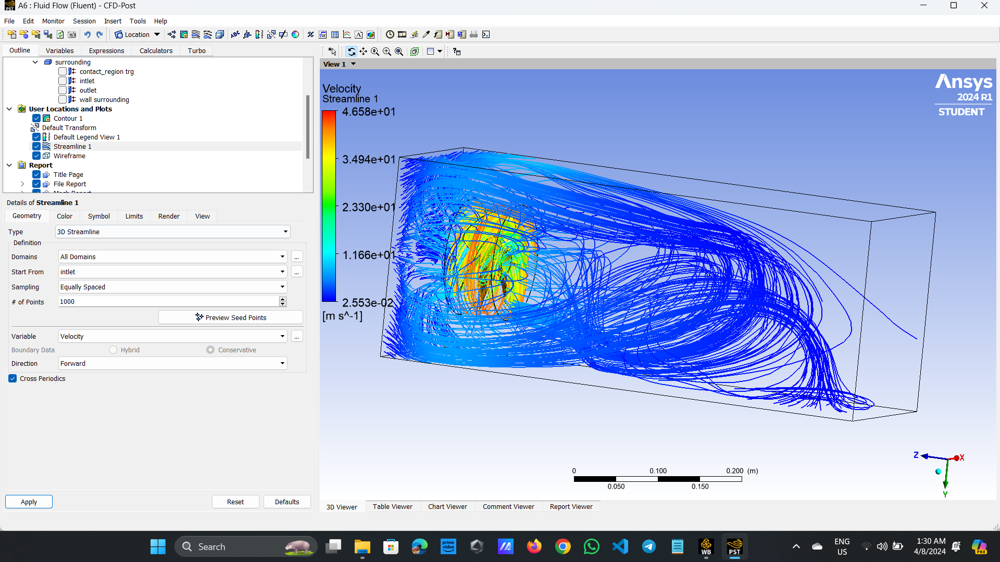 A6 : Fluid Flow (Fluent) - CFD-Post
File Edit Monitor Session Insert Tools Help
Location
Outline Variables Expressions Calculators Turbo
surrounding
contact_region trg
intlet
outlet
wall surrounding
User Locations and Plots
Contour 1
Default Transform
Default Legend View 1
Streamline 1
Wireframe
Report
Title Page
File Report
Details of Streamline 1
Geometry Color Symbol Limits Render View
Type 3D Streamline
Definition
Domains All Domains ...
Start From intlet ...
Sampling Equally Spaced
# of Points 1000
Preview Seed Points
Variable Velocity ...
Boundary Data Hybrid Conservative
Direction Forward
Cross Periodics
Apply Reset Defaults
View 1
Velocity
Streamline 1
4.658e+01
3.494e+01
2.330e+01
1.166e+01
2.553e-02
[m s^-1]
Ansys
2024 R1
STUDENT
0 0.100 0.200 (m)
0.050 0.150
Z X
Y
3D Viewer Table Viewer Chart Viewer Comment Viewer Report Viewer
Search
prime video
WB
PST
ENG
US
1:30 AM
4/8/2024
PRE